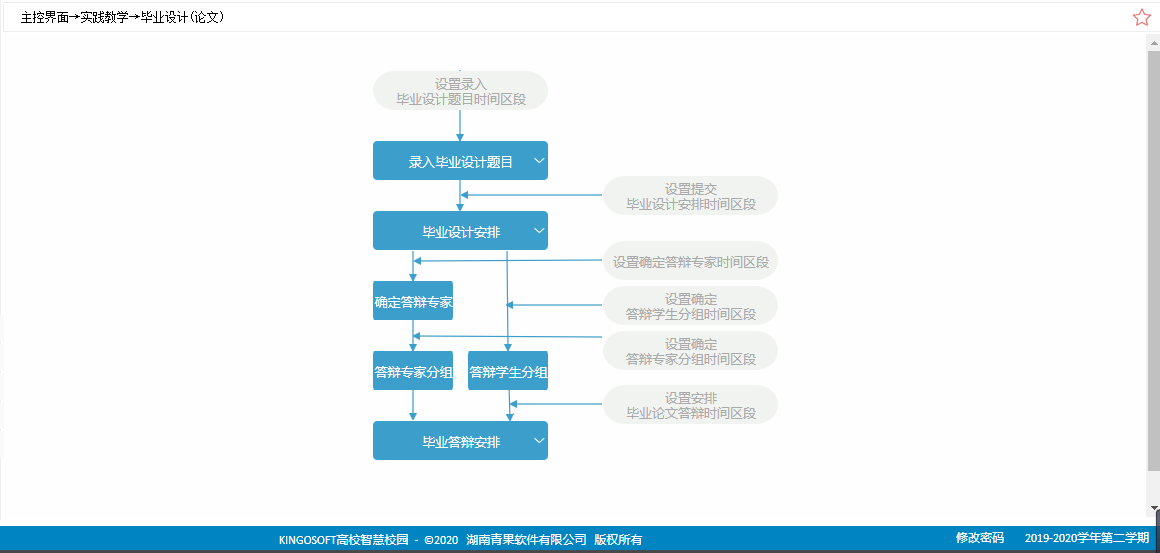 主控界面→实践教学→毕业设计(论文)
设置录入
毕业设计题目时间区段
录入毕业设计题目
设置提交
毕业设计安排时间区段
毕业设计安排
设置确定答辩专家时间区段
确定答辩专家
设置确定
答辩学生分组时间区段
设置确定
答辩专家分组时间区段
答辩专家分组
答辩学生分组
设置安排
毕业论文答辩时间区段
毕业答辩安排
KINGOSOFT高校智慧校园 - ©2020 湖南青果软件有限公司 版权所有
修改密码 2019-2020学年第二学期